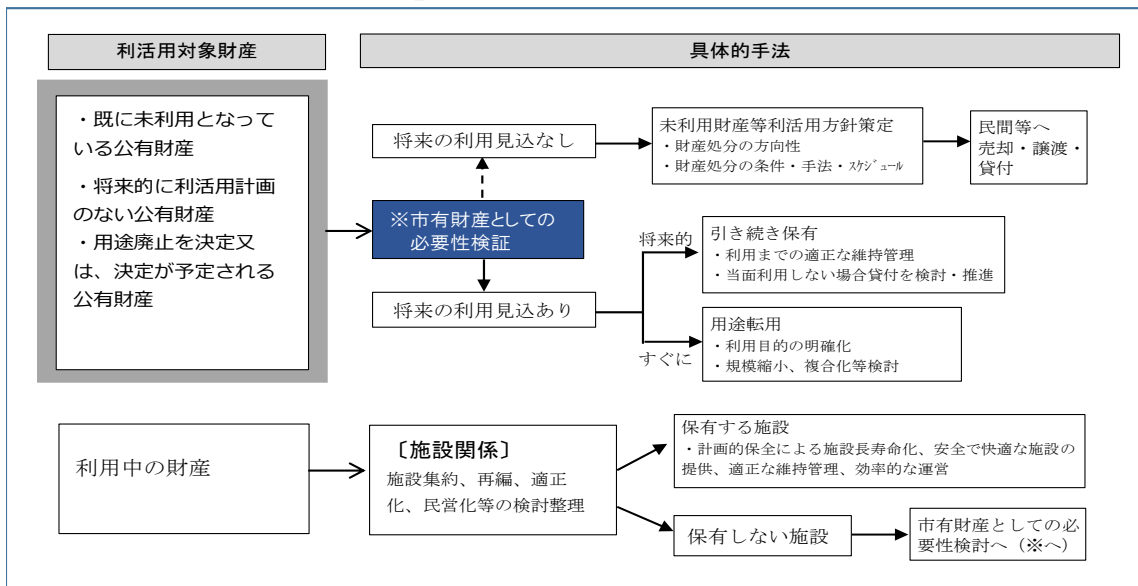 利活用対象財産
具体的手法
・既に未利用となって
いる公有財産
・将来的に利活用計画
のない公有財産
・用途廃止を決定又
は、決定が予定される
公有財産
将来の利用見込なし
未利用財産等利活用方針策定
・財産処分の方向性
・財産処分の条件・手法・ｽｹｼﾞｭｰﾙ
民間等へ
売却・譲渡・
貸付
※市有財産としての
必要性検証
将来の利用見込あり
将来的
引き続き保有
・利用までの適正な維持管理
・当面利用しない場合貸付を検討・推進
すぐに
用途転用
・利用目的の明確化
・規模縮小、複合化等検討
利用中の財産
〔施設関係〕
施設集約、再編、適正
化、民営化等の検討整理
保有する施設
・計画的保全による施設長寿命化、安全で快適な施設の
提供、適正な維持管理、効率的な運営
保有しない施設
市有財産としての必
要性検討へ（※へ）